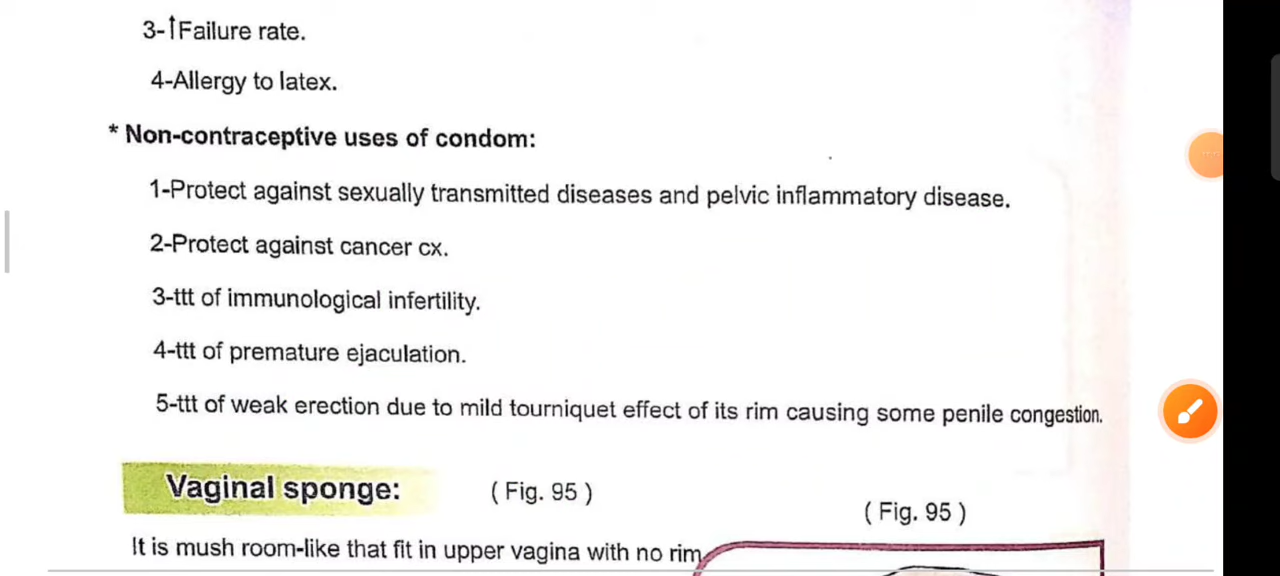 3-↑Failure rate.
4-Allergy to latex.
* Non-contraceptive uses of condom:
1-Protect against sexually transmitted diseases and pelvic inflammatory disease.
2-Protect against cancer cx.
3-ttt of immunological infertility.
4-ttt of premature ejaculation.
5-ttt of weak erection due to mild tourniquet effect of its rim causing some penile congestion.
Vaginal sponge: ( Fig. 95 )
( Fig. 95 )
It is mush room-like that fit in upper vagina with no rim